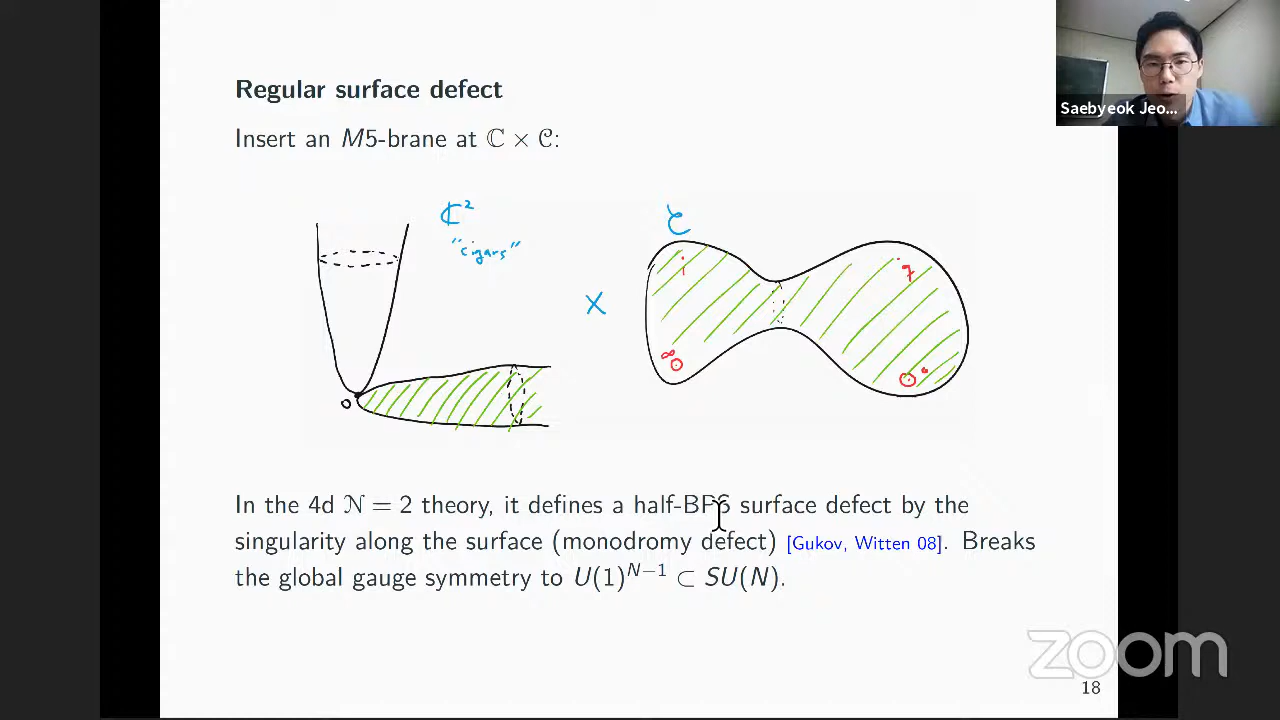 Regular surface defect
Insert an M5-brane at ℂ × 𝒞:
ℂ²
"cigars"
𝒞
×
i
q
∞
0
0
In the 4d 𝒩 = 2 theory, it defines a half-BPS surface defect by the
singularity along the surface (monodromy defect) [Gukov, Witten 08]. Breaks
the global gauge symmetry to U(1)ᴺ⁻¹ ⊂ SU(N).
18
Saebyeok Jeo...
zoom